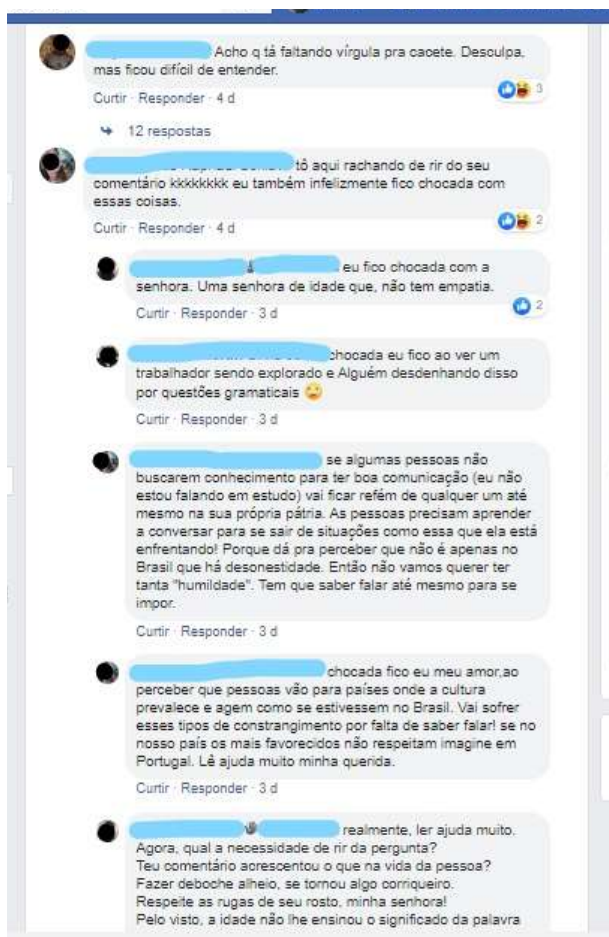 Acho q tá faltando vírgula pra cacete. Desculpa,
mas ficou difícil de entender.
Curtir · Responder · 4 d
3
12 respostas
tô aqui rachando de rir do seu
comentário kkkkkkkk eu também infelizmente fico chocada com
essas coisas.
Curtir · Responder · 4 d
2
eu fico chocada com a
senhora. Uma senhora de idade que, não tem empatia.
Curtir · Responder · 3 d
2
chocada eu fico ao ver um
trabalhador sendo explorado e Alguém desdenhando disso
por questões gramaticais
Curtir · Responder · 3 d
se algumas pessoas não
buscarem conhecimento para ter boa comunicação (eu não
estou falando em estudo) vai ficar refém de qualquer um até
mesmo na sua própria pátria. As pessoas precisam aprender
a conversar para se sair de situações como essa que ela está
enfrentando! Porque dá pra perceber que não é apenas no
Brasil que há desonestidade. Então não vamos querer ter
tanta "humildade". Tem que saber falar até mesmo para se
impor.
Curtir · Responder · 3 d
chocada fico eu meu amor,ao
perceber que pessoas vão para países onde a cultura
prevalece e agem como se estivessem no Brasil. Vai sofrer
esses tipos de constrangimento por falta de saber falar! se no
nosso país os mais favorecidos não respeitam imagine em
Portugal. Lê ajuda muito minha querida.
Curtir · Responder · 3 d
realmente, ler ajuda muito.
Agora, qual a necessidade de rir da pergunta?
Teu comentário acrescentou o que na vida da pessoa?
Fazer deboche alheio, se tornou algo corriqueiro.
Respeite as rugas de seu rosto, minha senhora!
Pelo visto, a idade não lhe ensinou o significado da palavra